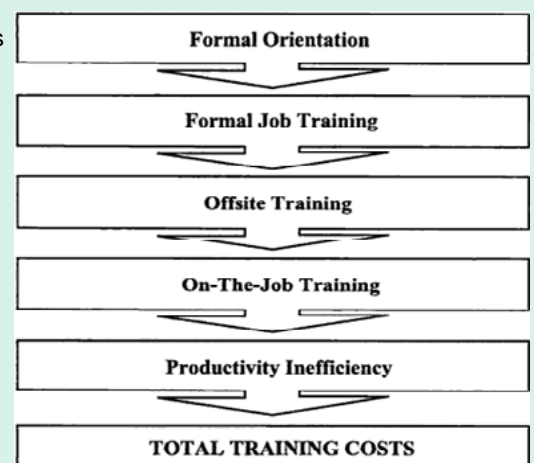 Formal Orientation
Formal Job Training
Offsite Training
On-The-Job Training
Productivity Inefficiency
TOTAL TRAINING COSTS